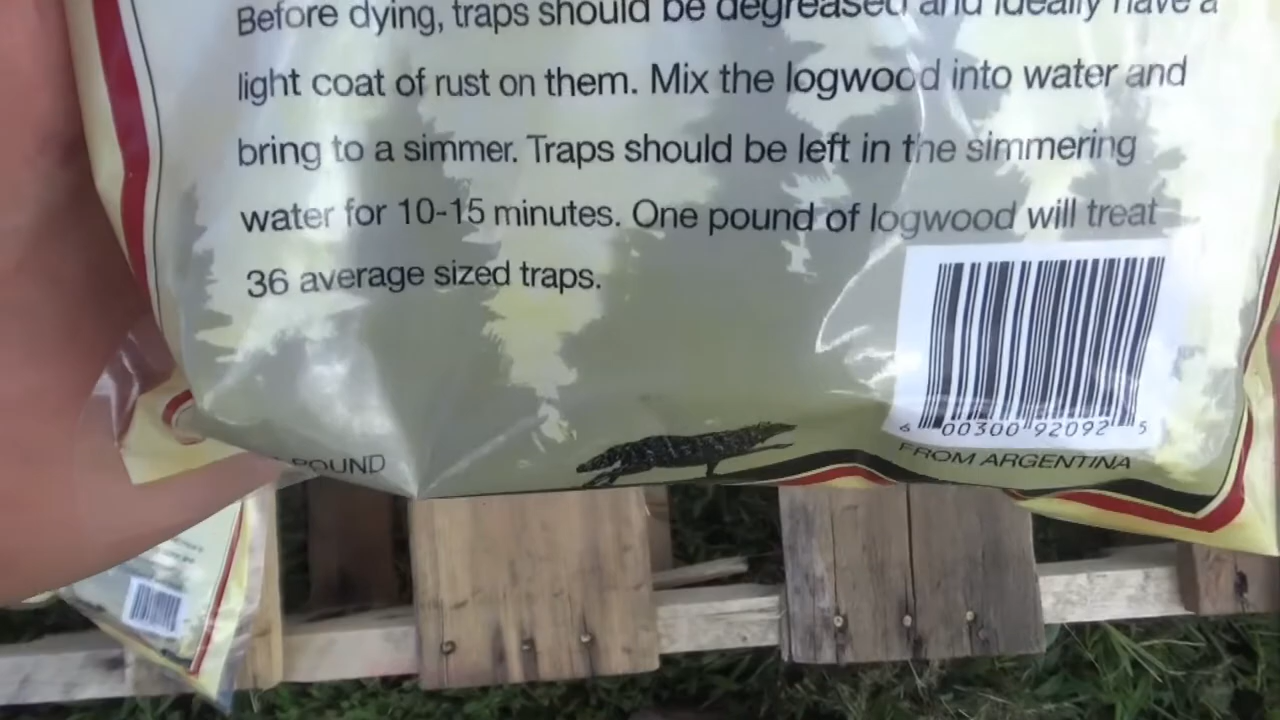 Before dying, traps should be degreased and ideally have a
light coat of rust on them. Mix the logwood into water and
bring to a simmer. Traps should be left in the simmering
water for 10-15 minutes. One pound of logwood will treat
36 average sized traps.
6 00300 92092 5
POUND
FROM ARGENTINA